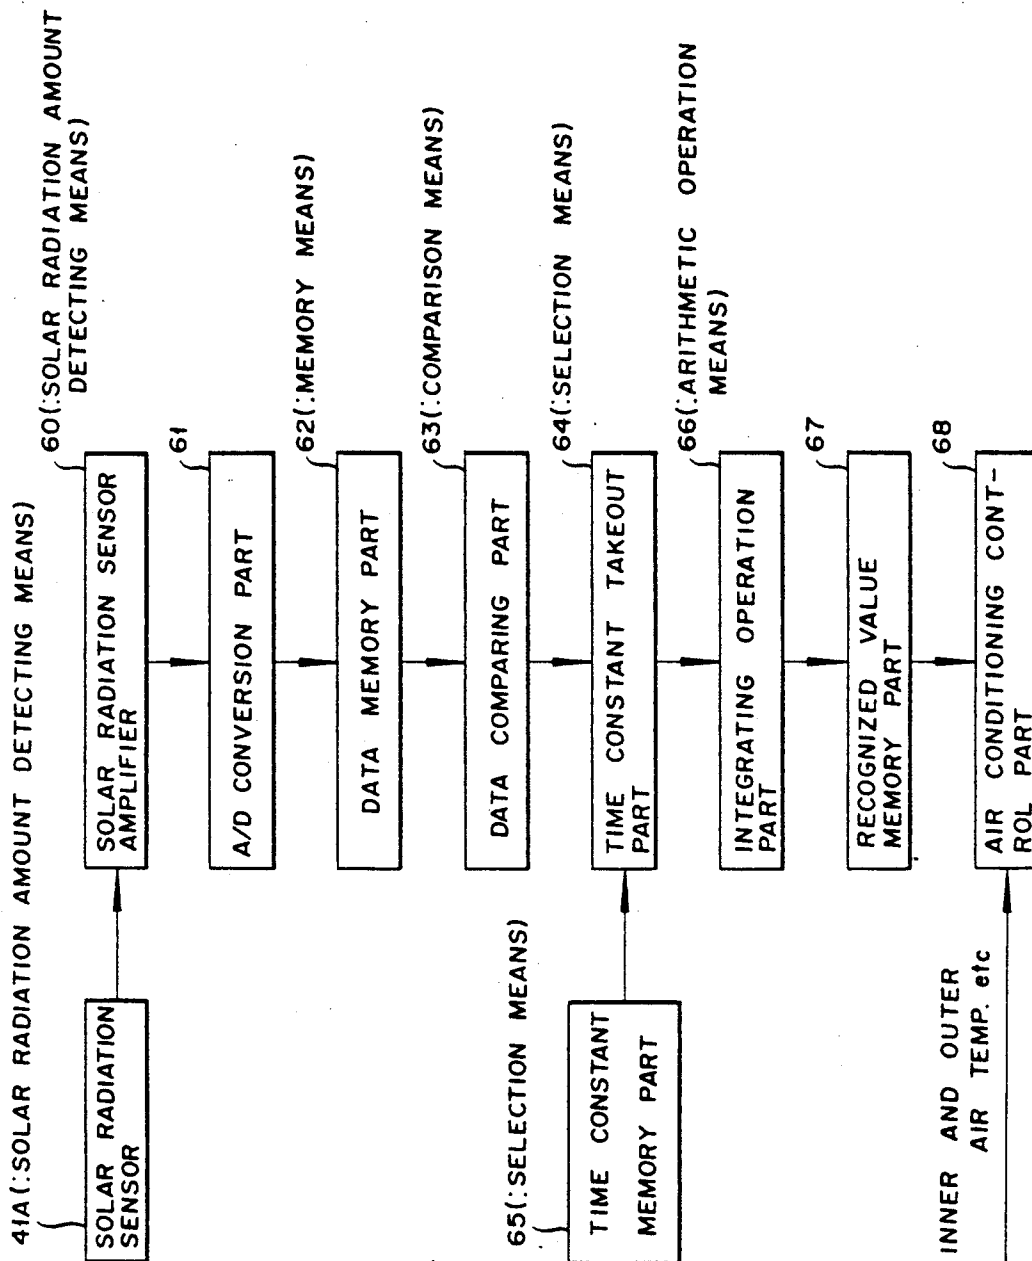 41A(:SOLAR RADIATION AMOUNT DETECTING MEANS)
SOLAR RADIATION
SENSOR
60(:SOLAR RADIATION AMOUNT
DETECTING MEANS)
SOLAR RADIATION SENSOR
AMPLIFIER
61
A/D CONVERSION PART
62(:MEMORY MEANS)
DATA MEMORY PART
63(:COMPARISON MEANS)
DATA COMPARING PART
65(:SELECTION MEANS)
TIME CONSTANT
MEMORY PART
64(:SELECTION MEANS)
TIME CONSTANT TAKEOUT
PART
66(:ARITHMETIC OPERATION
MEANS)
INTEGRATING OPERATION
PART
67
RECOGNIZED VALUE
MEMORY PART
INNER AND OUTER
AIR TEMP. etc
68
AIR CONDITIONING CONT-
ROL PART